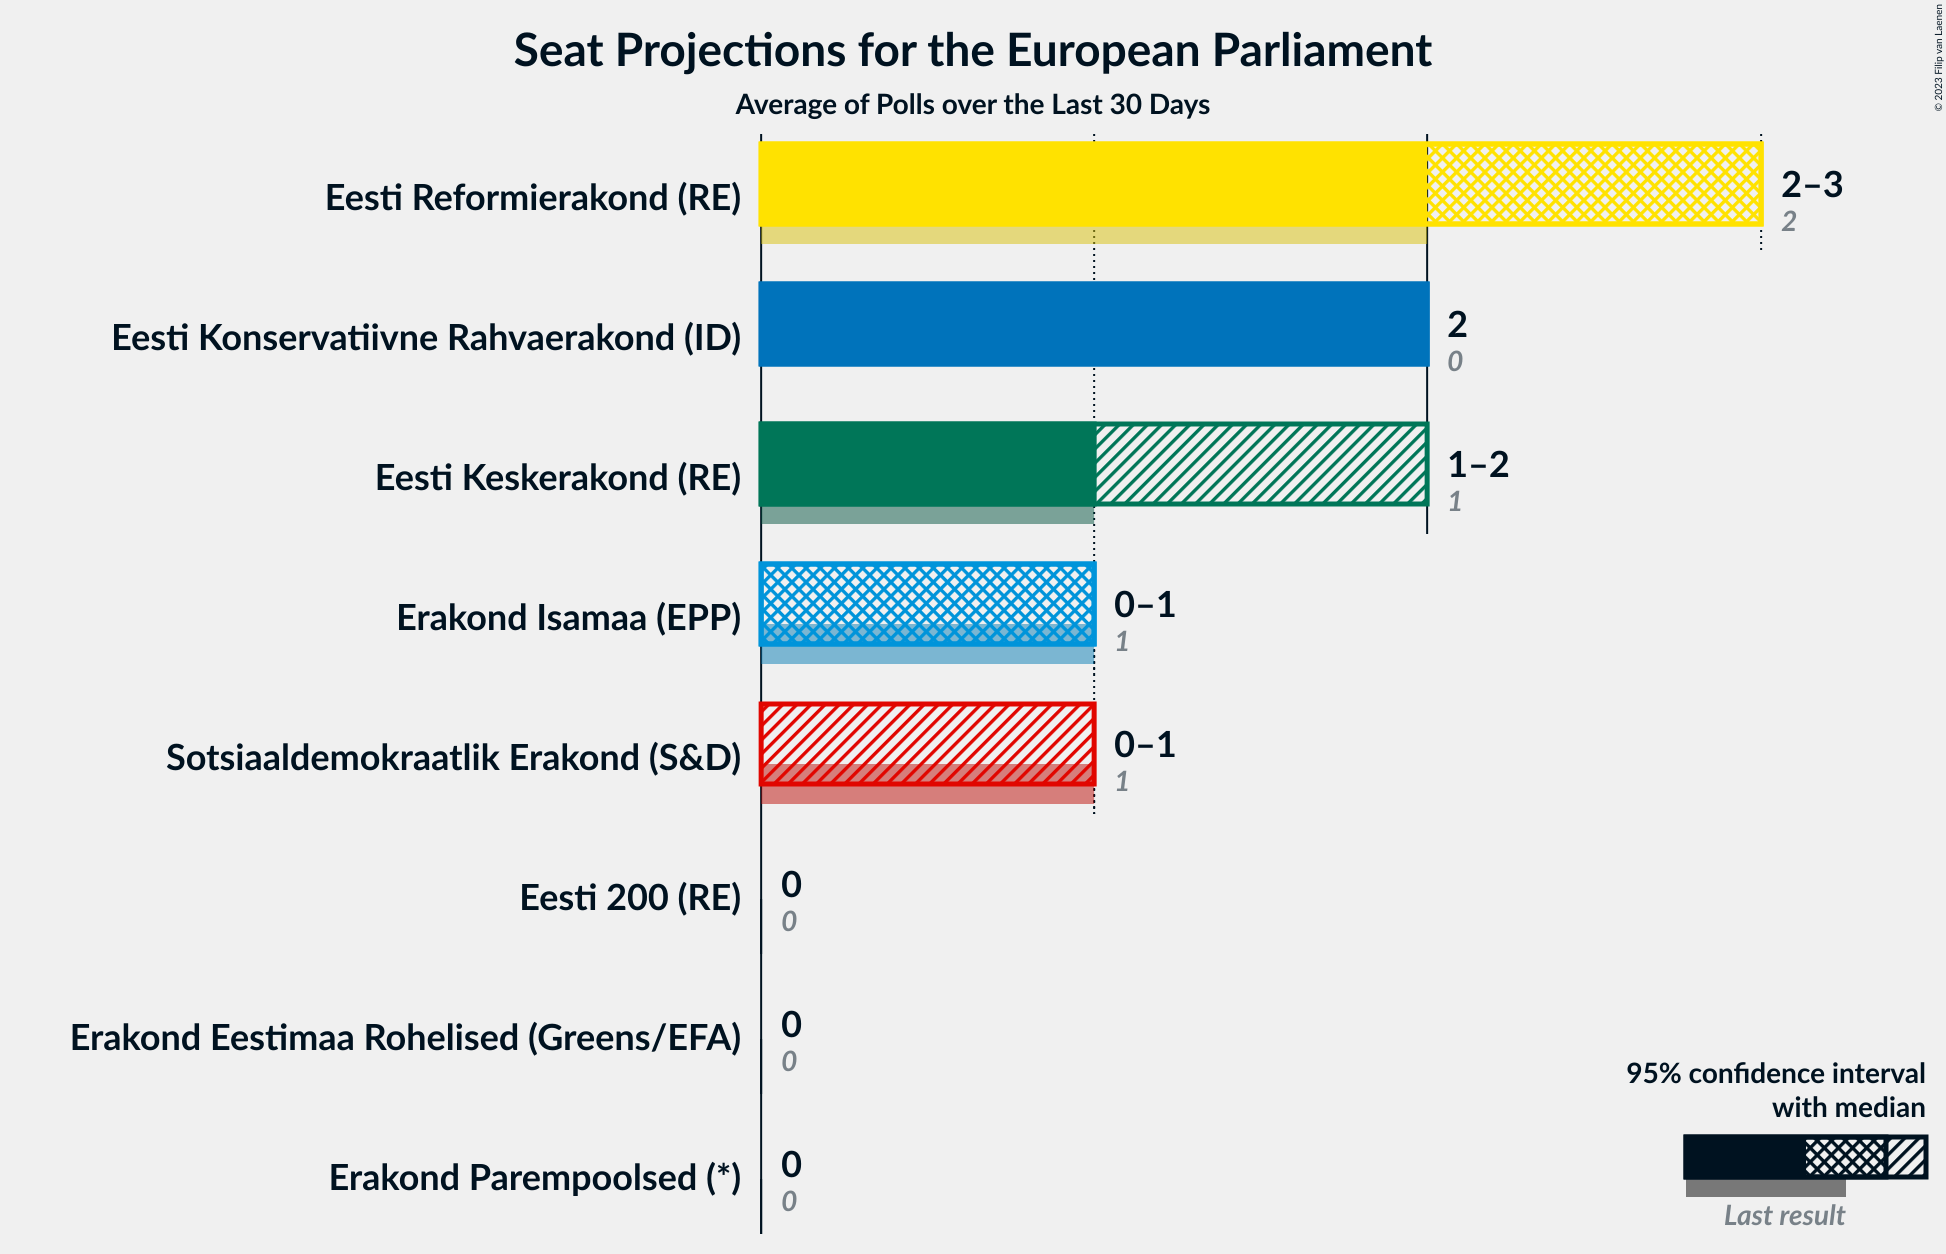 Seat Projections for the European Parliament
Average of Polls over the Last 30 Days
© 2023 Filip van Laenen
Eesti Reformierakond (RE)
2–3
2
Eesti Konservatiivne Rahvaerakond (ID)
2
0
Eesti Keskerakond (RE)
1–2
1
Erakond Isamaa (EPP)
0–1
1
Sotsiaaldemokraatlik Erakond (S&D)
0–1
1
Eesti 200 (RE)
0
0
Erakond Eestimaa Rohelised (Greens/EFA)
0
0
Erakond Parempoolsed (*)
0
0
95% confidence interval
with median
Last result